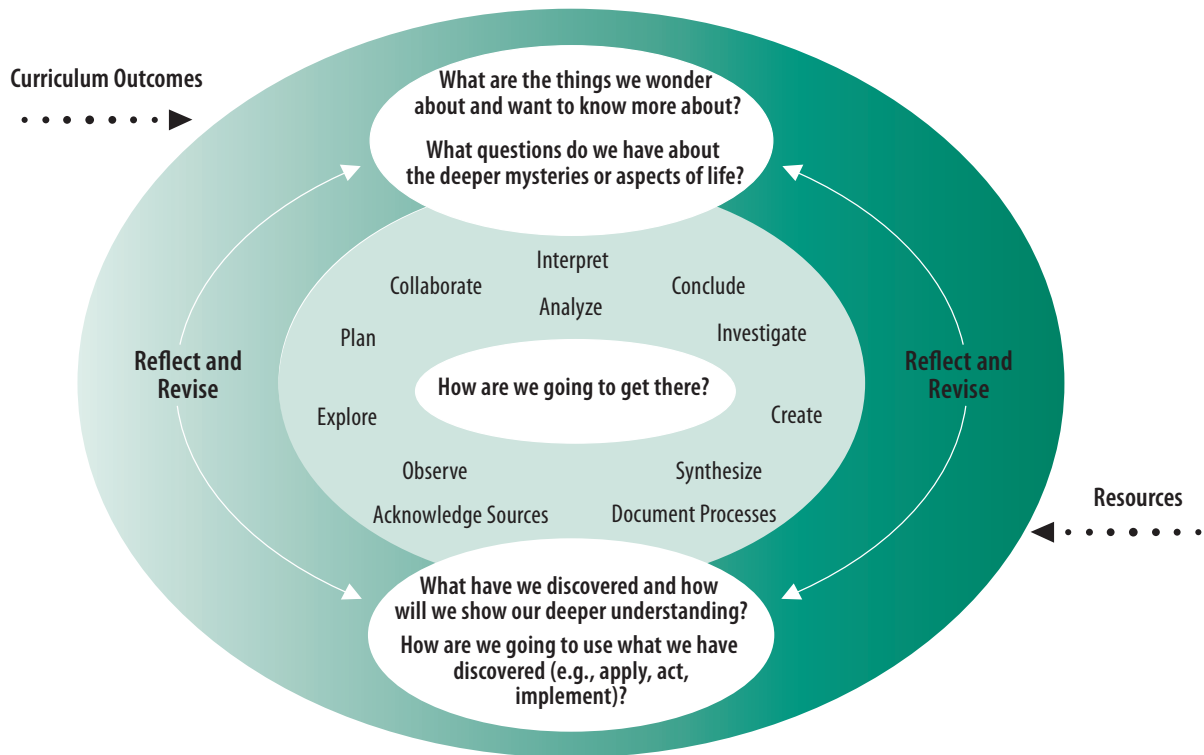 Curriculum Outcomes
What are the things we wonder
about and want to know more about?
What questions do we have about
the deeper mysteries or aspects of life?
Interpret
Collaborate
Conclude
Analyze
Plan
Investigate
Reflect and
Revise
How are we going to get there?
Reflect and
Revise
Explore
Create
Observe
Synthesize
Acknowledge Sources
Document Processes
Resources
What have we discovered and how
will we show our deeper understanding?
How are we going to use what we have
discovered (e.g., apply, act,
implement)?